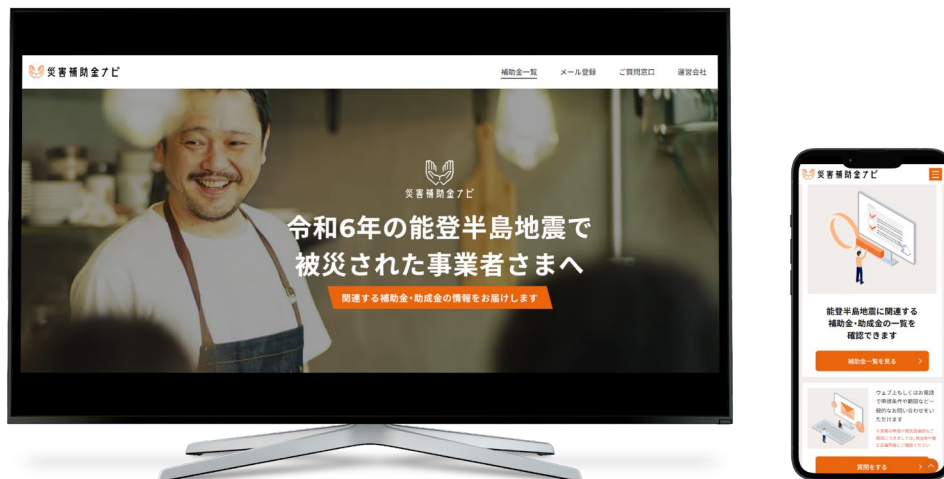 災害補助金ナビ
補助金一覧
メール登録
ご質問窓口
運営会社
災害補助金ナビ
令和6年の能登半島地震で
被災された事業者さまへ
関連する補助金・助成金の情報をお届けします
災害補助金ナビ
能登半島地震に関連する
補助金・助成金の一覧を
確認できます
補助金一覧を見る
ウェブ上もしくはお電話
で申請条件や期間など一
般的なお問い合わせをい
ただけます
質問をする